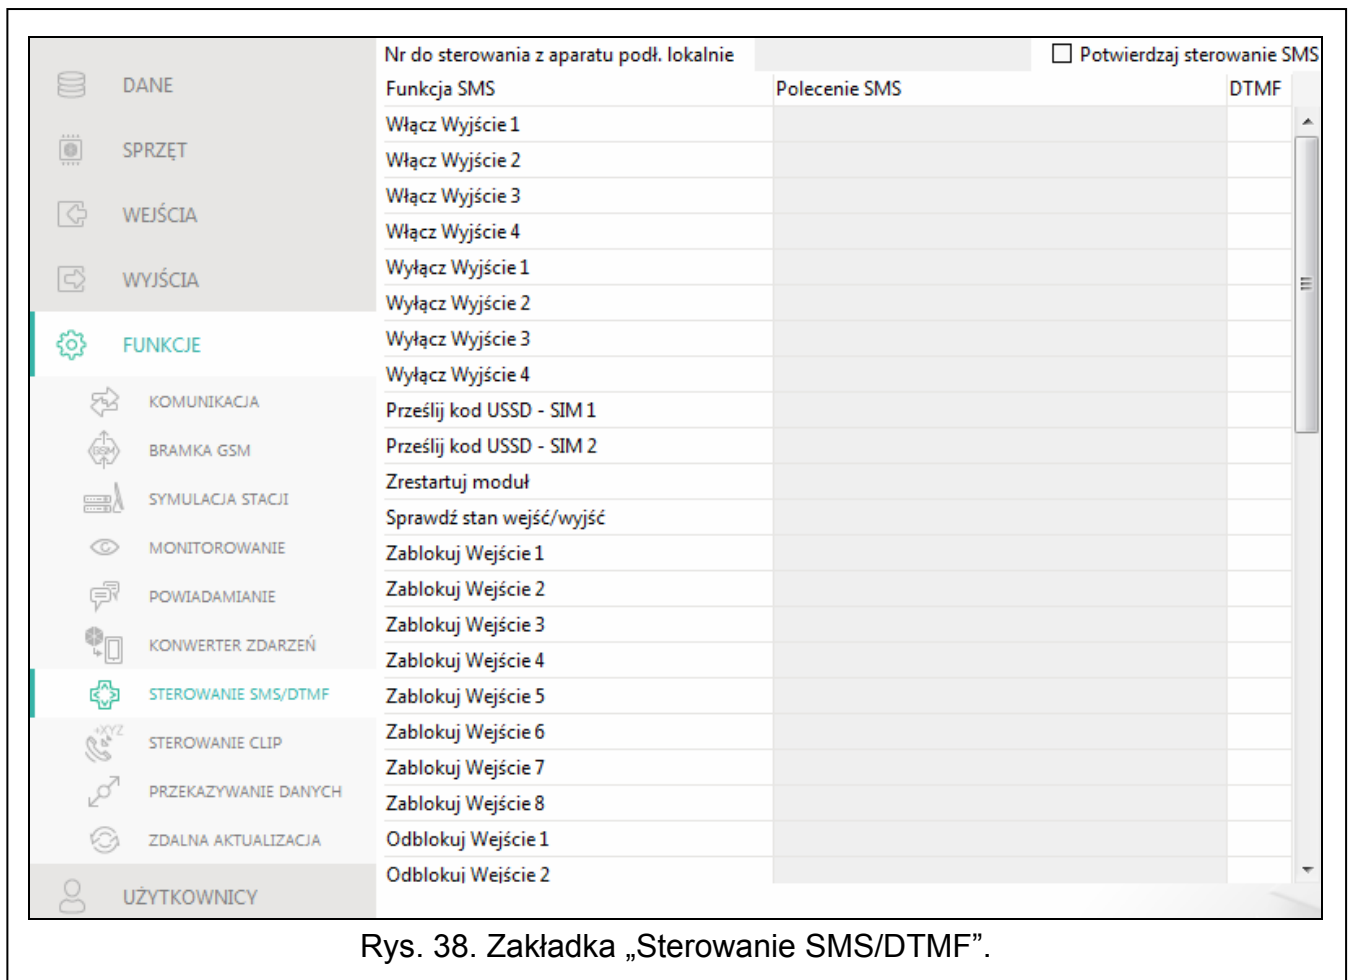 DANE
SPRZĘT
WEJŚCIA
WYJŚCIA
FUNKCJE
KOMUNIKACJA
GSM
BRAMKA GSM
SYMULACJA STACJI
MONITOROWANIE
POWIADAMIANIE
KONWERTER ZDARZEŃ
STEROWANIE SMS/DTMF
+XYZ
STEROWANIE CLIP
PRZEKAZYWANIE DANYCH
ZDALNA AKTUALIZACJA
UŻYTKOWNICY
Nr do sterowania z aparatu podł. lokalnie
Potwierdzaj sterowanie SMS
Funkcja SMS Polecenie SMS DTMF
Włącz Wyjście 1
Włącz Wyjście 2
Włącz Wyjście 3
Włącz Wyjście 4
Wyłącz Wyjście 1
Wyłącz Wyjście 2
Wyłącz Wyjście 3
Wyłącz Wyjście 4
Prześlij kod USSD - SIM 1
Prześlij kod USSD - SIM 2
Zrestartuj moduł
Sprawdź stan wejść/wyjść
Zablokuj Wejście 1
Zablokuj Wejście 2
Zablokuj Wejście 3
Zablokuj Wejście 4
Zablokuj Wejście 5
Zablokuj Wejście 6
Zablokuj Wejście 7
Zablokuj Wejście 8
Odblokuj Wejście 1
Odblokuj Wejście 2
Rys. 38. Zakładka „Sterowanie SMS/DTMF”.